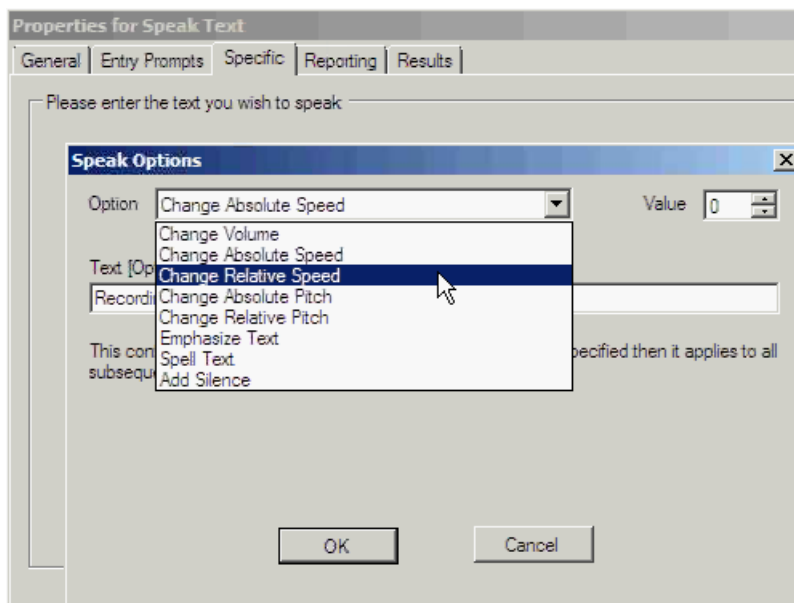 Properties for Speak Text
General Entry Prompts Specific Reporting Results
Please enter the text you wish to speak
Speak Options
Option Change Absolute Speed Value 0
Change Volume
Change Absolute Speed
Text [Op Change Relative Speed
Change Absolute Pitch
Change Relative Pitch
Emphasize Text
Spell Text
This con pecified then it applies to all
Add Silence
OK Cancel